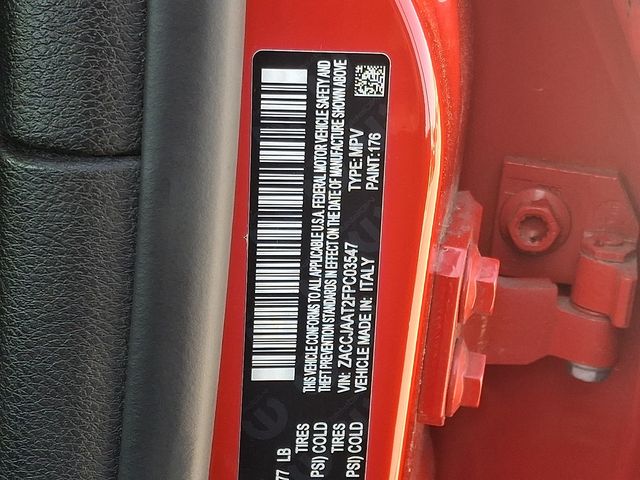 THIS VEHICLE CONFORMS TO ALL APPLICABLE U.S.A. FEDERAL MOTOR VEHICLE SAFETY AND
THEFT PREVENTION STANDARDS IN EFFECT ON THE DATE OF MANUFACTURE SHOWN ABOVE
VIN: ZACCJAAT2FPC03547 TYPE: MPV
VEHICLE MADE IN: ITALY PAINT: 176
77 LB
TIRES
PSI) COLD
TIRES
PSI) COLD